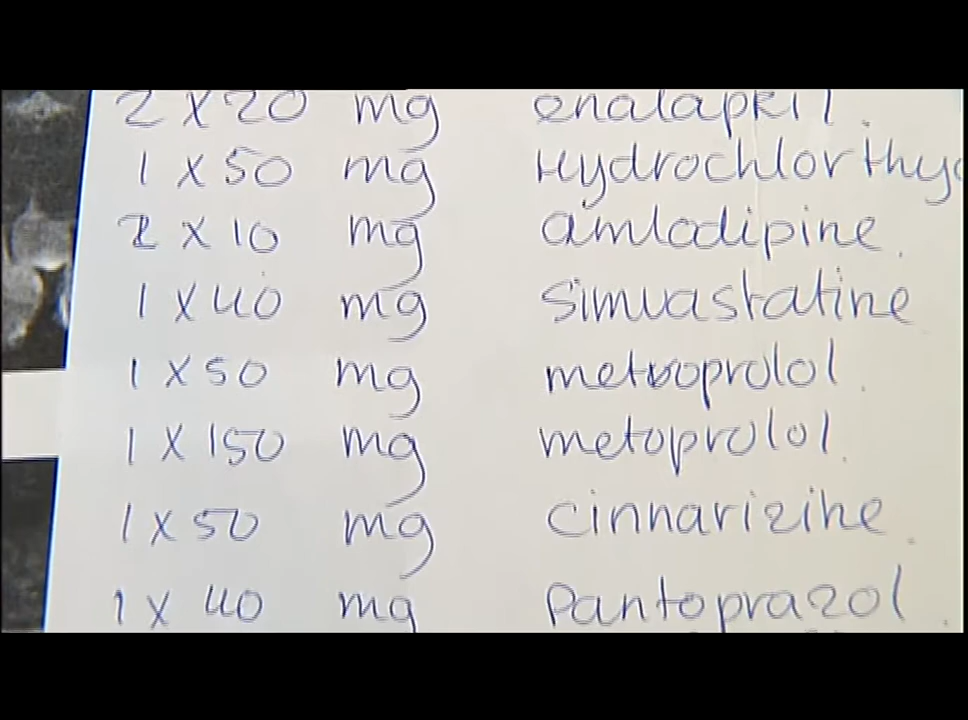 2 x 20 mg enalapril.
1 x 50 mg Hydrochlorthy
2 x 10 mg amlodipine.
1 x 40 mg Simvastatine
1 x 50 mg metroprolol.
1 x 150 mg metoprolol.
1 x 50 mg cinnarizine.
1 x 40 mg Pantoprazol.